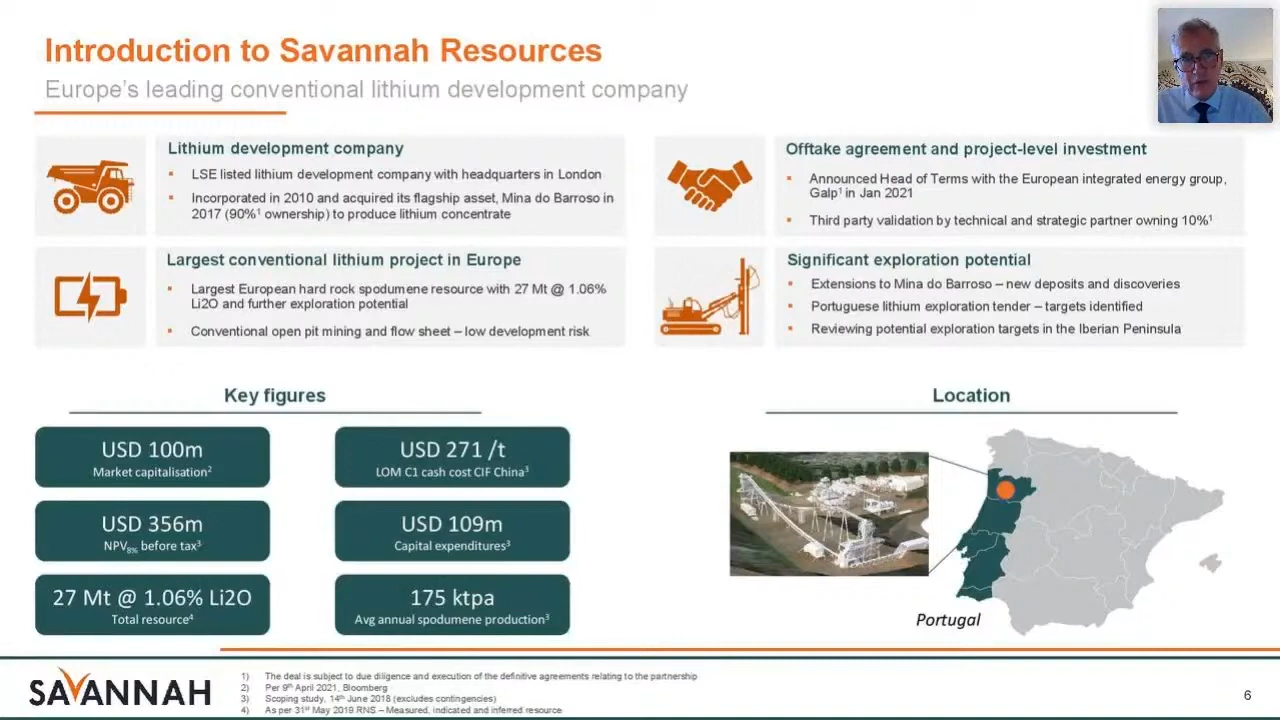 Introduction to Savannah Resources
Europe's leading conventional lithium development company
Lithium development company
▪ LSE listed lithium development company with headquarters in London
▪ Incorporated in 2010 and acquired its flagship asset, Mina do Barroso in
2017 (90%¹ ownership) to produce lithium concentrate
Offtake agreement and project-level investment
▪ Announced Head of Terms with the European integrated energy group,
Galp¹ in Jan 2021
▪ Third party validation by technical and strategic partner owning 10%¹
Largest conventional lithium project in Europe
▪ Largest European hard rock spodumene resource with 27 Mt @ 1.06%
Li2O and further exploration potential
▪ Conventional open pit mining and flow sheet – low development risk
Significant exploration potential
▪ Extensions to Mina do Barroso – new deposits and discoveries
▪ Portuguese lithium exploration tender – targets identified
▪ Reviewing potential exploration targets in the Iberian Peninsula
Key figures
USD 100m
Market capitalisation²
USD 271 /t
LOM C1 cash cost CIF China³
USD 356m
NPV8% before tax³
USD 109m
Capital expenditures³
27 Mt @ 1.06% Li2O
Total resource⁴
175 ktpa
Avg annual spodumene production³
Location
Portugal
SAVANNAH
1) The deal is subject to due diligence and execution of the definitive agreements relating to the partnership
2) Per 9th April 2021, Bloomberg
3) Scoping study, 14th June 2018 (excludes contingencies)
4) As per 31st May 2019 RNS – Measured, indicated and inferred resource
6